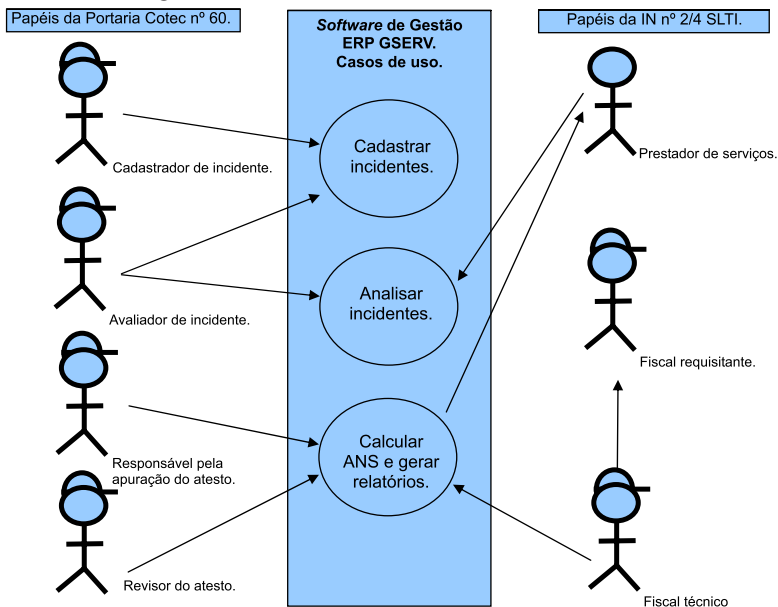 Papéis da Portaria Cotec nº 60.
Software de Gestão
ERP GSERV.
Casos de uso.
Papéis da IN nº 2/4 SLTI.
Cadastrador de incidente.
Cadastrar
incidentes.
Prestador de serviços.
Avaliador de incidente.
Analisar
incidentes.
Fiscal requisitante.
Responsável pela
apuração do atesto.
Calcular
ANS e gerar
relatórios.
Revisor do atesto.
Fiscal técnico